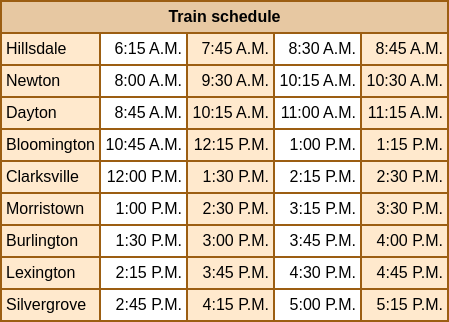 Train schedule
Hillsdale 6:15 A.M. 7:45 A.M. 8:30 A.M. 8:45 A.M.
Newton 8:00 A.M. 9:30 A.M. 10:15 A.M. 10:30 A.M.
Dayton 8:45 A.M. 10:15 A.M. 11:00 A.M. 11:15 A.M.
Bloomington 10:45 A.M. 12:15 P.M. 1:00 P.M. 1:15 P.M.
Clarksville 12:00 P.M. 1:30 P.M. 2:15 P.M. 2:30 P.M.
Morristown 1:00 P.M. 2:30 P.M. 3:15 P.M. 3:30 P.M.
Burlington 1:30 P.M. 3:00 P.M. 3:45 P.M. 4:00 P.M.
Lexington 2:15 P.M. 3:45 P.M. 4:30 P.M. 4:45 P.M.
Silvergrove 2:45 P.M. 4:15 P.M. 5:00 P.M. 5:15 P.M.